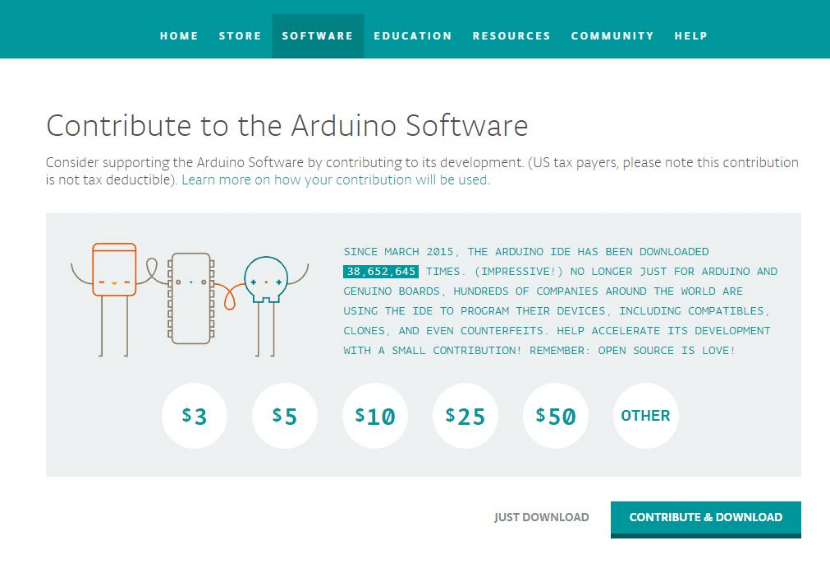 HOME STORE SOFTWARE EDUCATION RESOURCES COMMUNITY HELP
Contribute to the Arduino Software
Consider supporting the Arduino Software by contributing to its development. (US tax payers, please note this contribution
is not tax deductible). Learn more on how your contribution will be used.
SINCE MARCH 2015, THE ARDUINO IDE HAS BEEN DOWNLOADED
38,652,645 TIMES. (IMPRESSIVE!) NO LONGER JUST FOR ARDUINO AND
GENUINO BOARDS, HUNDREDS OF COMPANIES AROUND THE WORLD ARE
USING THE IDE TO PROGRAM THEIR DEVICES, INCLUDING COMPATIBLES,
CLONES, AND EVEN COUNTERFEITS. HELP ACCELERATE ITS DEVELOPMENT
WITH A SMALL CONTRIBUTION! REMEMBER: OPEN SOURCE IS LOVE!
$3 $5 $10 $25 $50 OTHER
JUST DOWNLOAD CONTRIBUTE & DOWNLOAD